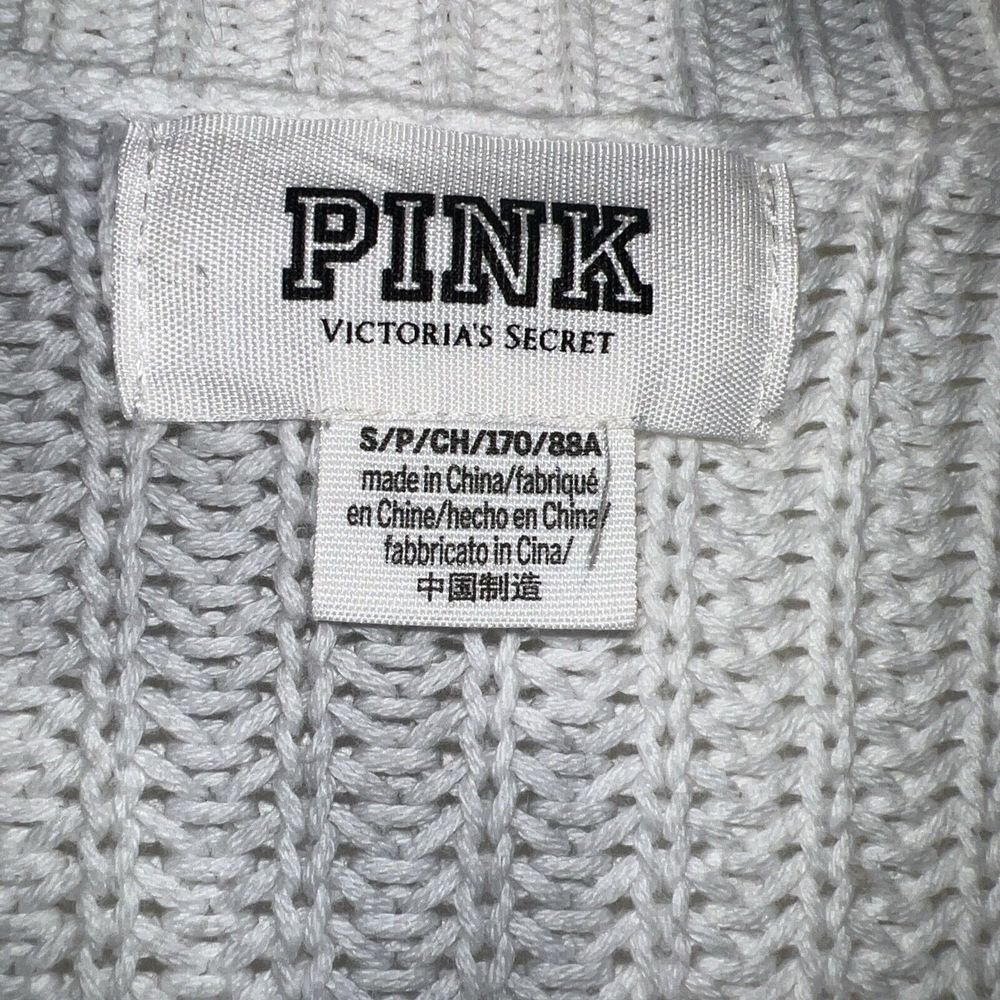 PINK
VICTORIA'S SECRET
S/P/CH/170/88A
made in China/fabriqué
en Chine/hecho en China/
fabbricato in Cina/
中国制造